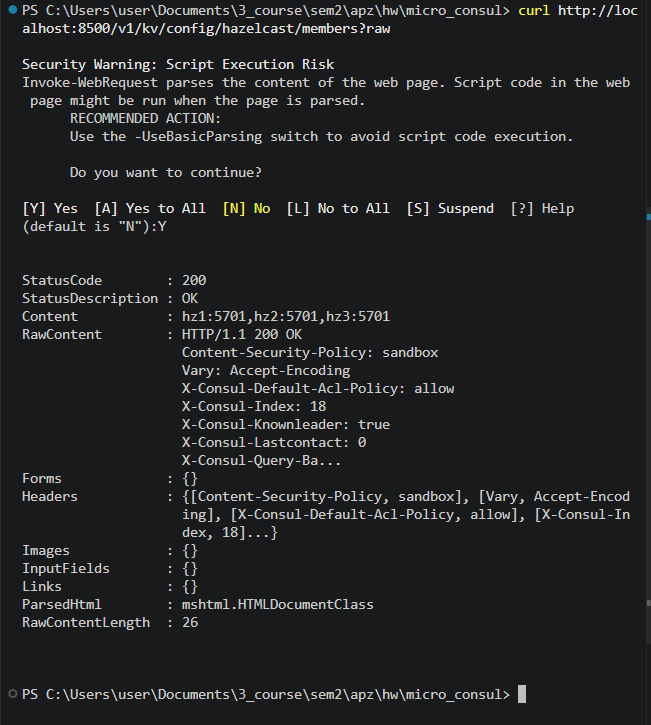 PS C:\Users\user\Documents\3_course\sem2\apz\hw\micro_consul> curl http://loc
alhost:8500/v1/kv/config/hazelcast/members?raw
Security Warning: Script Execution Risk
Invoke-WebRequest parses the content of the web page. Script code in the web
 page might be run when the page is parsed.
      RECOMMENDED ACTION:
      Use the -UseBasicParsing switch to avoid script code execution.
      Do you want to continue?
[Y] Yes  [A] Yes to All  [N] No  [L] No to All  [S] Suspend  [?] Help
(default is "N"):Y
StatusCode        : 200
StatusDescription : OK
Content           : hz1:5701,hz2:5701,hz3:5701
RawContent        : HTTP/1.1 200 OK
                    Content-Security-Policy: sandbox
                    Vary: Accept-Encoding
                    X-Consul-Default-Acl-Policy: allow
                    X-Consul-Index: 18
                    X-Consul-Knownleader: true
                    X-Consul-Lastcontact: 0
                    X-Consul-Query-Ba...
Forms             : {}
Headers           : {[Content-Security-Policy, sandbox], [Vary, Accept-Encod
                    ing], [X-Consul-Default-Acl-Policy, allow], [X-Consul-In
                    dex, 18]...}
Images            : {}
InputFields       : {}
Links             : {}
ParsedHtml        : mshtml.HTMLDocumentClass
RawContentLength  : 26
PS C:\Users\user\Documents\3_course\sem2\apz\hw\micro_consul>